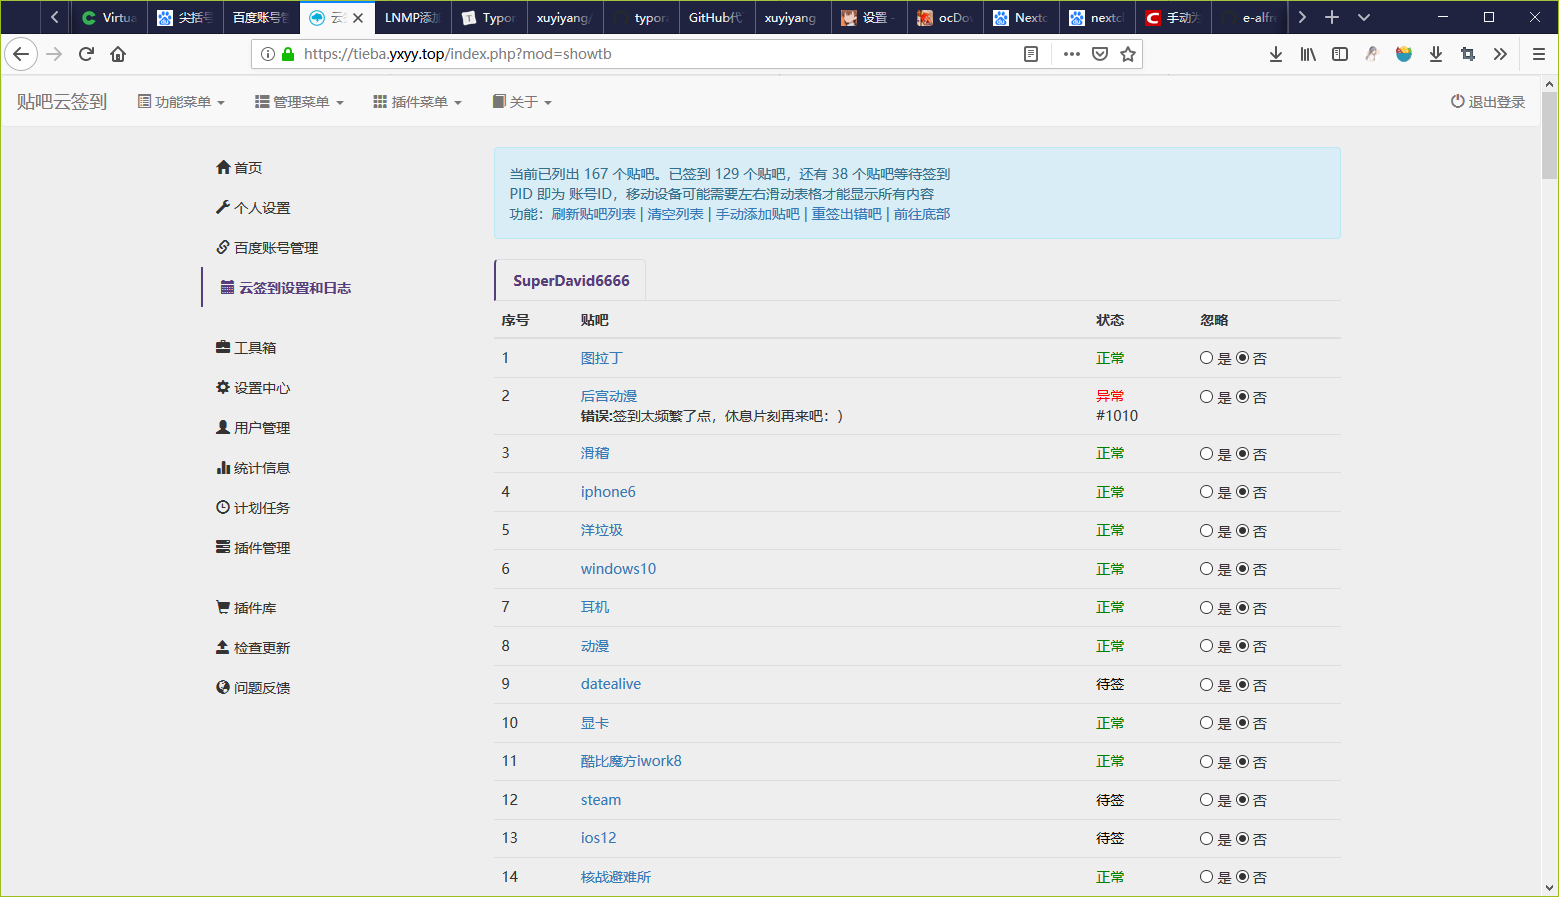 Virtua
尖括号
百度账号管
云签
LNMP添加
Typor
xuyiyang/
typora
GitHub代
xuyiyang
设置 -
ocDow
Nextc
nextcl
手动为
e-alfre
https://tieba.yxyy.top/index.php?mod=showtb
贴吧云签到
功能菜单
管理菜单
插件菜单
关于
退出登录
首页
个人设置
百度账号管理
云签到设置和日志
工具箱
设置中心
用户管理
统计信息
计划任务
插件管理
插件库
检查更新
问题反馈
当前已列出 167 个贴吧。已签到 129 个贴吧，还有 38 个贴吧等待签到
PID 即为 账号ID，移动设备可能需要左右滑动表格才能显示所有内容
功能：刷新贴吧列表 | 清空列表 | 手动添加贴吧 | 重签出错吧 | 前往底部
SuperDavid6666
序号 贴吧 状态 忽略
1 图拉丁 正常 是 否
2 后宫动漫 异常 是 否
错误:签到太频繁了点，休息片刻再来吧：) #1010
3 滑稽 正常 是 否
4 iphone6 正常 是 否
5 洋垃圾 正常 是 否
6 windows10 正常 是 否
7 耳机 正常 是 否
8 动漫 正常 是 否
9 datealive 待签 是 否
10 显卡 正常 是 否
11 酷比魔方iwork8 正常 是 否
12 steam 待签 是 否
13 ios12 待签 是 否
14 核战避难所 正常 是 否